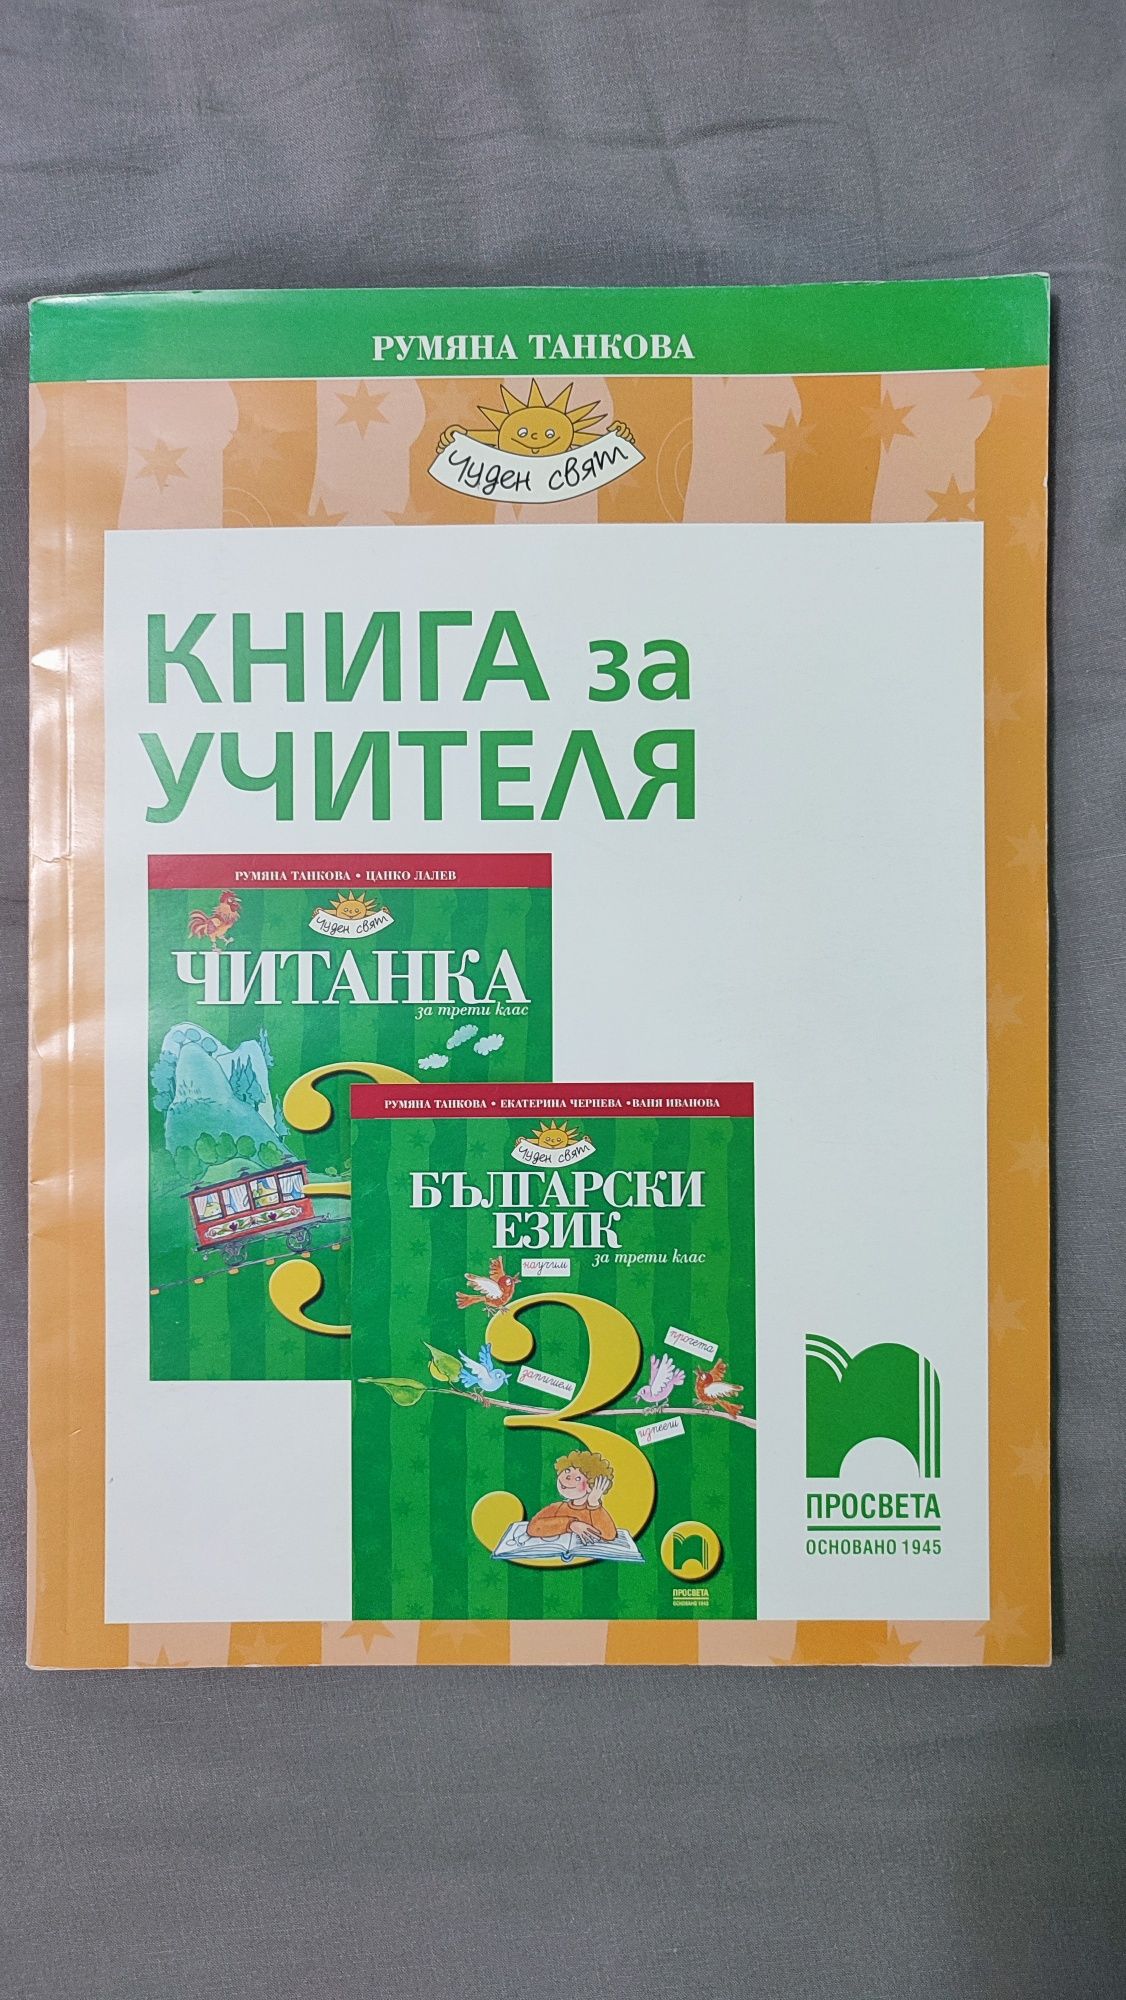 РУМЯНА ТАНКОВА
Чуден свят
КНИГА за
УЧИТЕЛЯ
РУМЯНА ТАНКОВА • ЦАНКО ЛАЛЕВ
Чуден свят
ЧИТАНКА
за трети клас
3
РУМЯНА ТАНКОВА • ЕКАТЕРИНА ЧЕРНЕВА • ВАНЯ ИВАНОВА
Чуден свят
БЪЛГАРСКИ
ЕЗИК
за трети клас
научим
3
прочета
запишем
изпееш
ПРОСВЕТА
ОСНОВАНО 1945
ПРОСВЕТА
ОСНОВАНО 1945